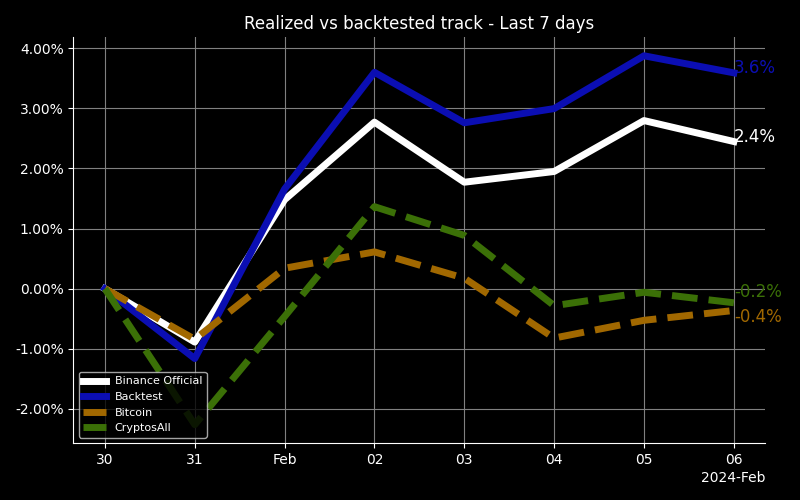 Realized vs backtested track - Last 7 days
4.00%
3.00%
2.00%
1.00%
0.00%
-1.00%
-2.00%
3.6%
2.4%
-0.2%
-0.4%
Binance Official
Backtest
Bitcoin
CryptosAll
30 31 Feb 02 03 04 05 06
2024-Feb